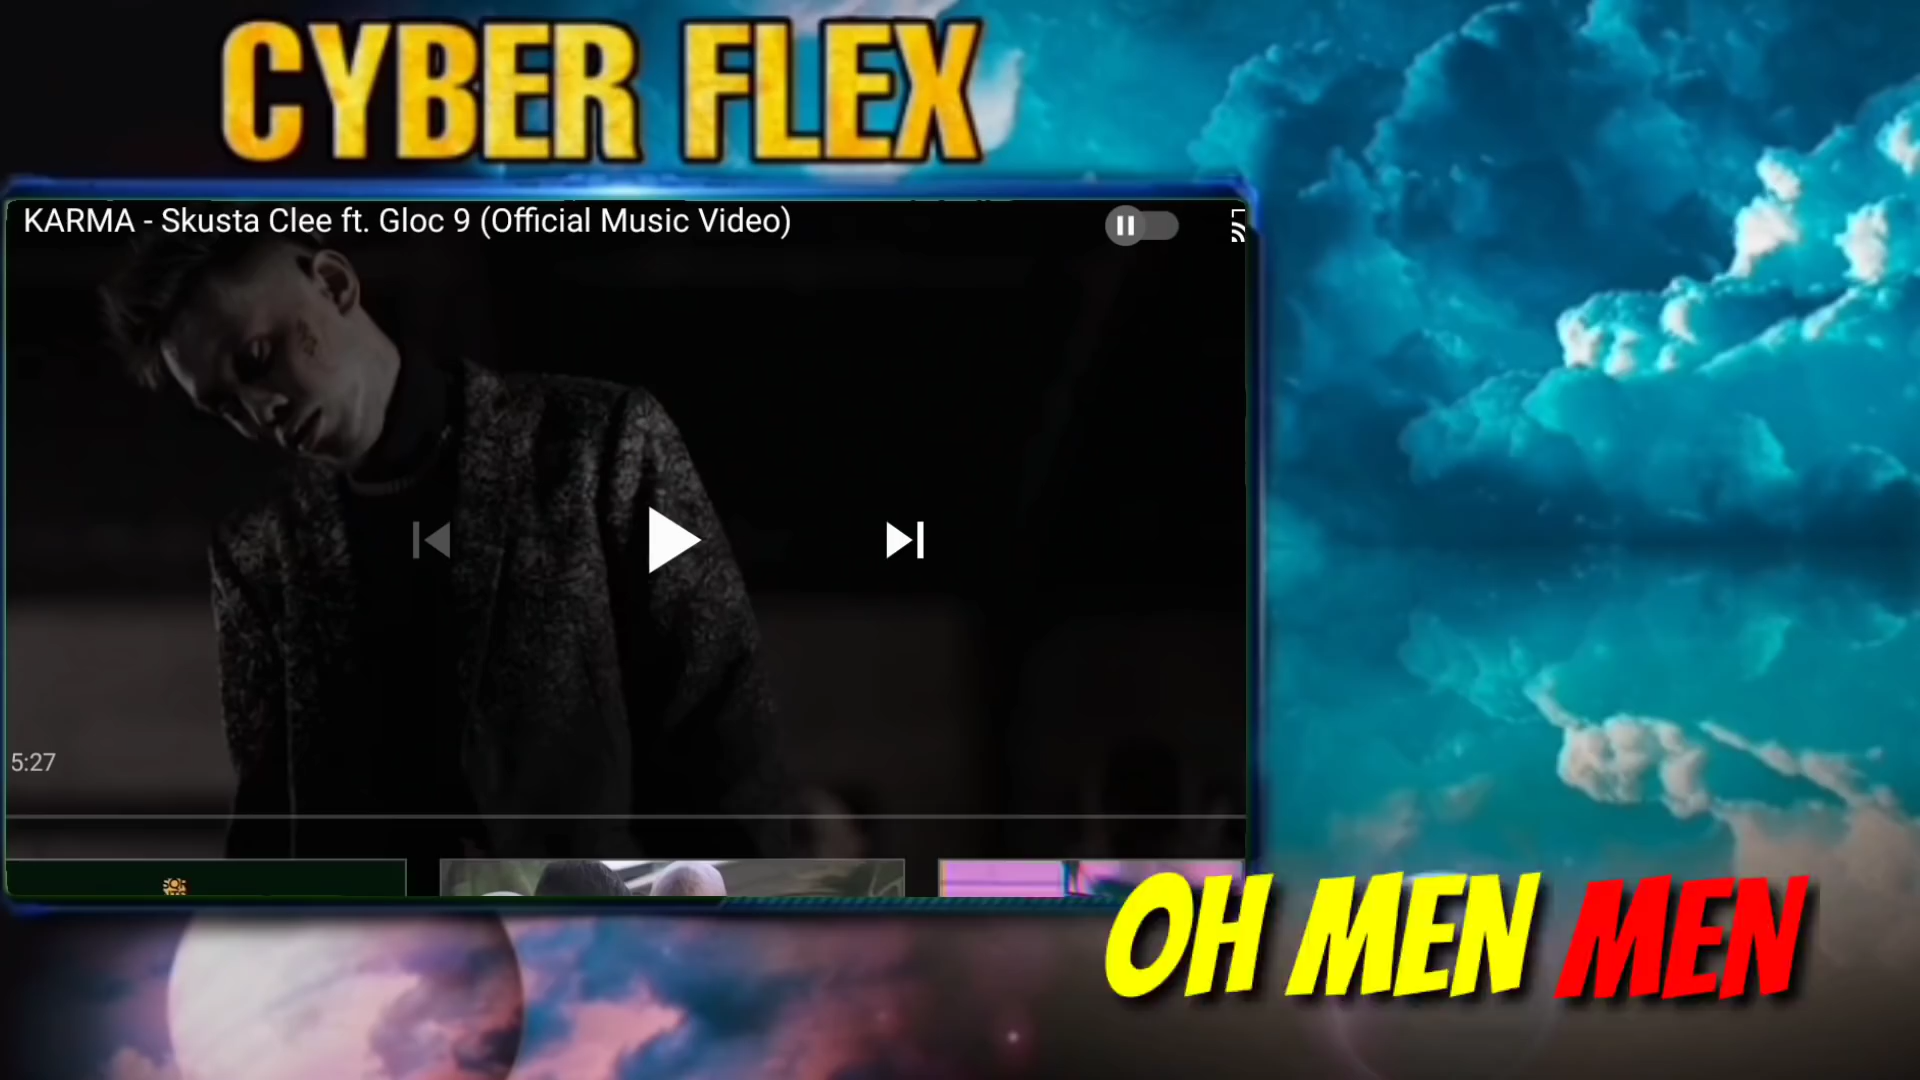 CYBER FLEX
KARMA - Skusta Clee ft. Gloc 9 (Official Music Video)
5:27
OH MEN MEN